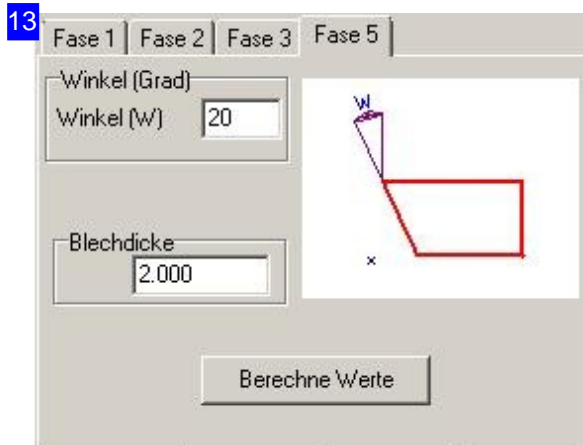 13
Fase 1 Fase 2 Fase 3 Fase 5
Winkel (Grad)
Winkel (W) 20
W
Blechdicke
2.000
x
Berechne Werte